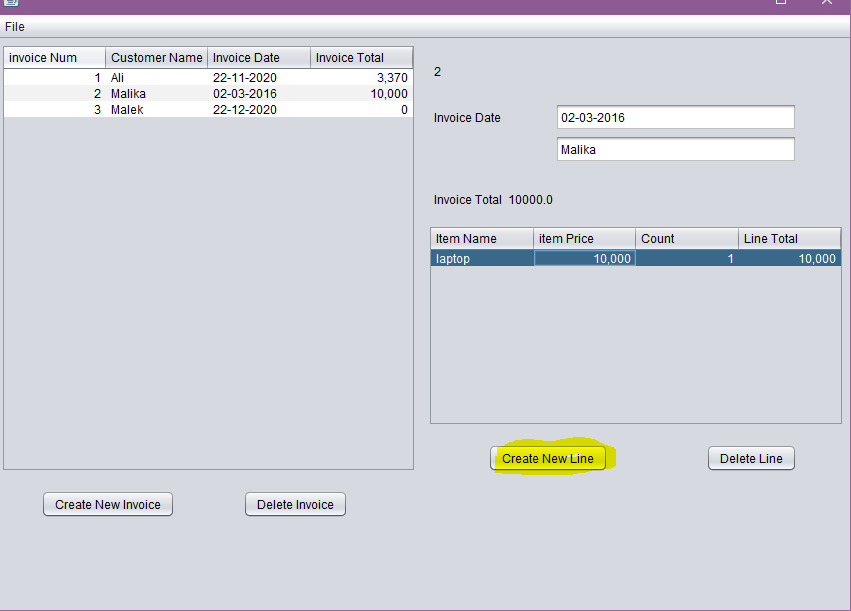 File
invoice Num Customer Name Invoice Date Invoice Total
1 Ali 22-11-2020 3,370
2 Malika 02-03-2016 10,000
3 Malek 22-12-2020 0
Create New Invoice Delete Invoice
2
Invoice Date 02-03-2016
Malika
Invoice Total 10000.0
Item Name item Price Count Line Total
laptop 10,000 1 10,000
Create New Line Delete Line